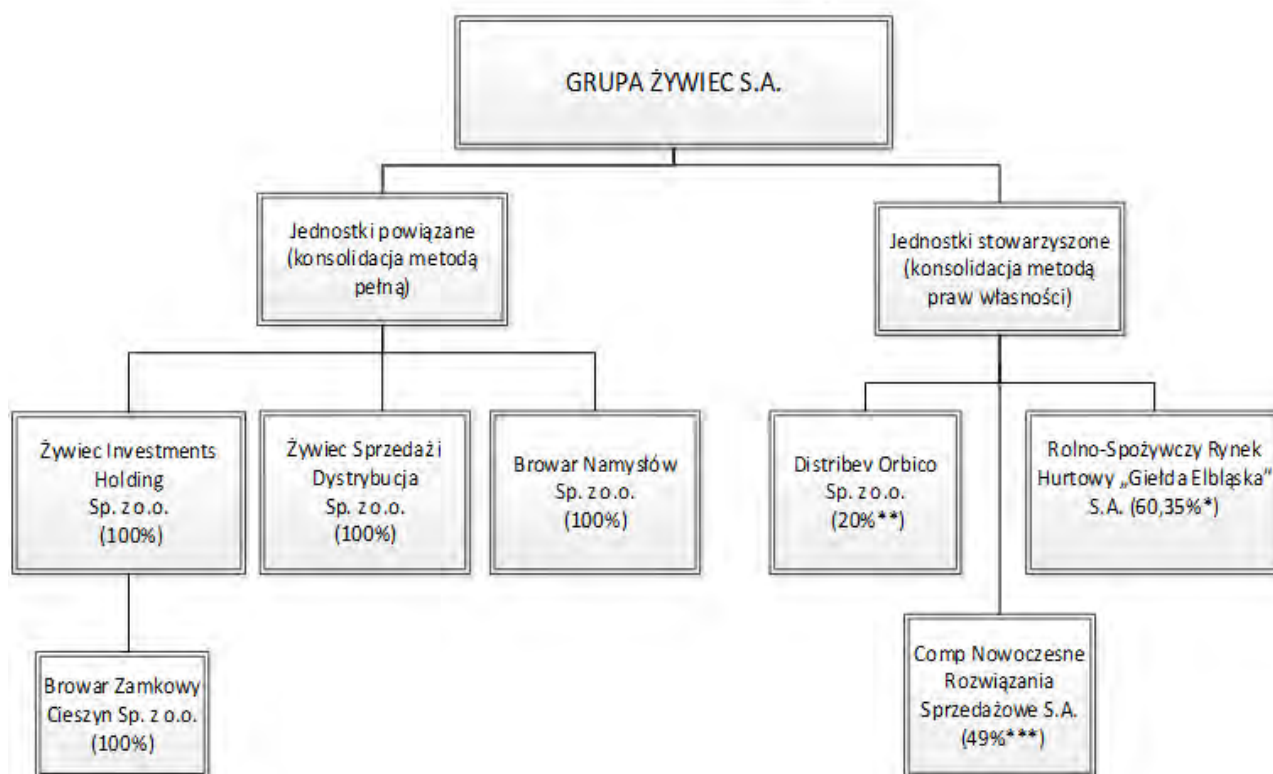 GRUPA ŻYWIEC S.A.
Jednostki powiązane
(konsolidacja metodą
pełną)
Jednostki stowarzyszone
(konsolidacja metodą
praw własności)
Żywiec Investments
Holding
Sp. z o.o.
(100%)
Żywiec Sprzedaż i
Dystrybucja
Sp. z o.o.
(100%)
Browar Namysłów
Sp. z o.o.
(100%)
Distribev Orbico
Sp. z o.o.
(20%**)
Rolno-Spożywczy Rynek
Hurtowy „Giełda Elbląska”
S.A. (60,35%*)
Browar Zamkowy
Cieszyn Sp. z o.o.
(100%)
Comp Nowoczesne
Rozwiązania
Sprzedażowe S.A.
(49%***)